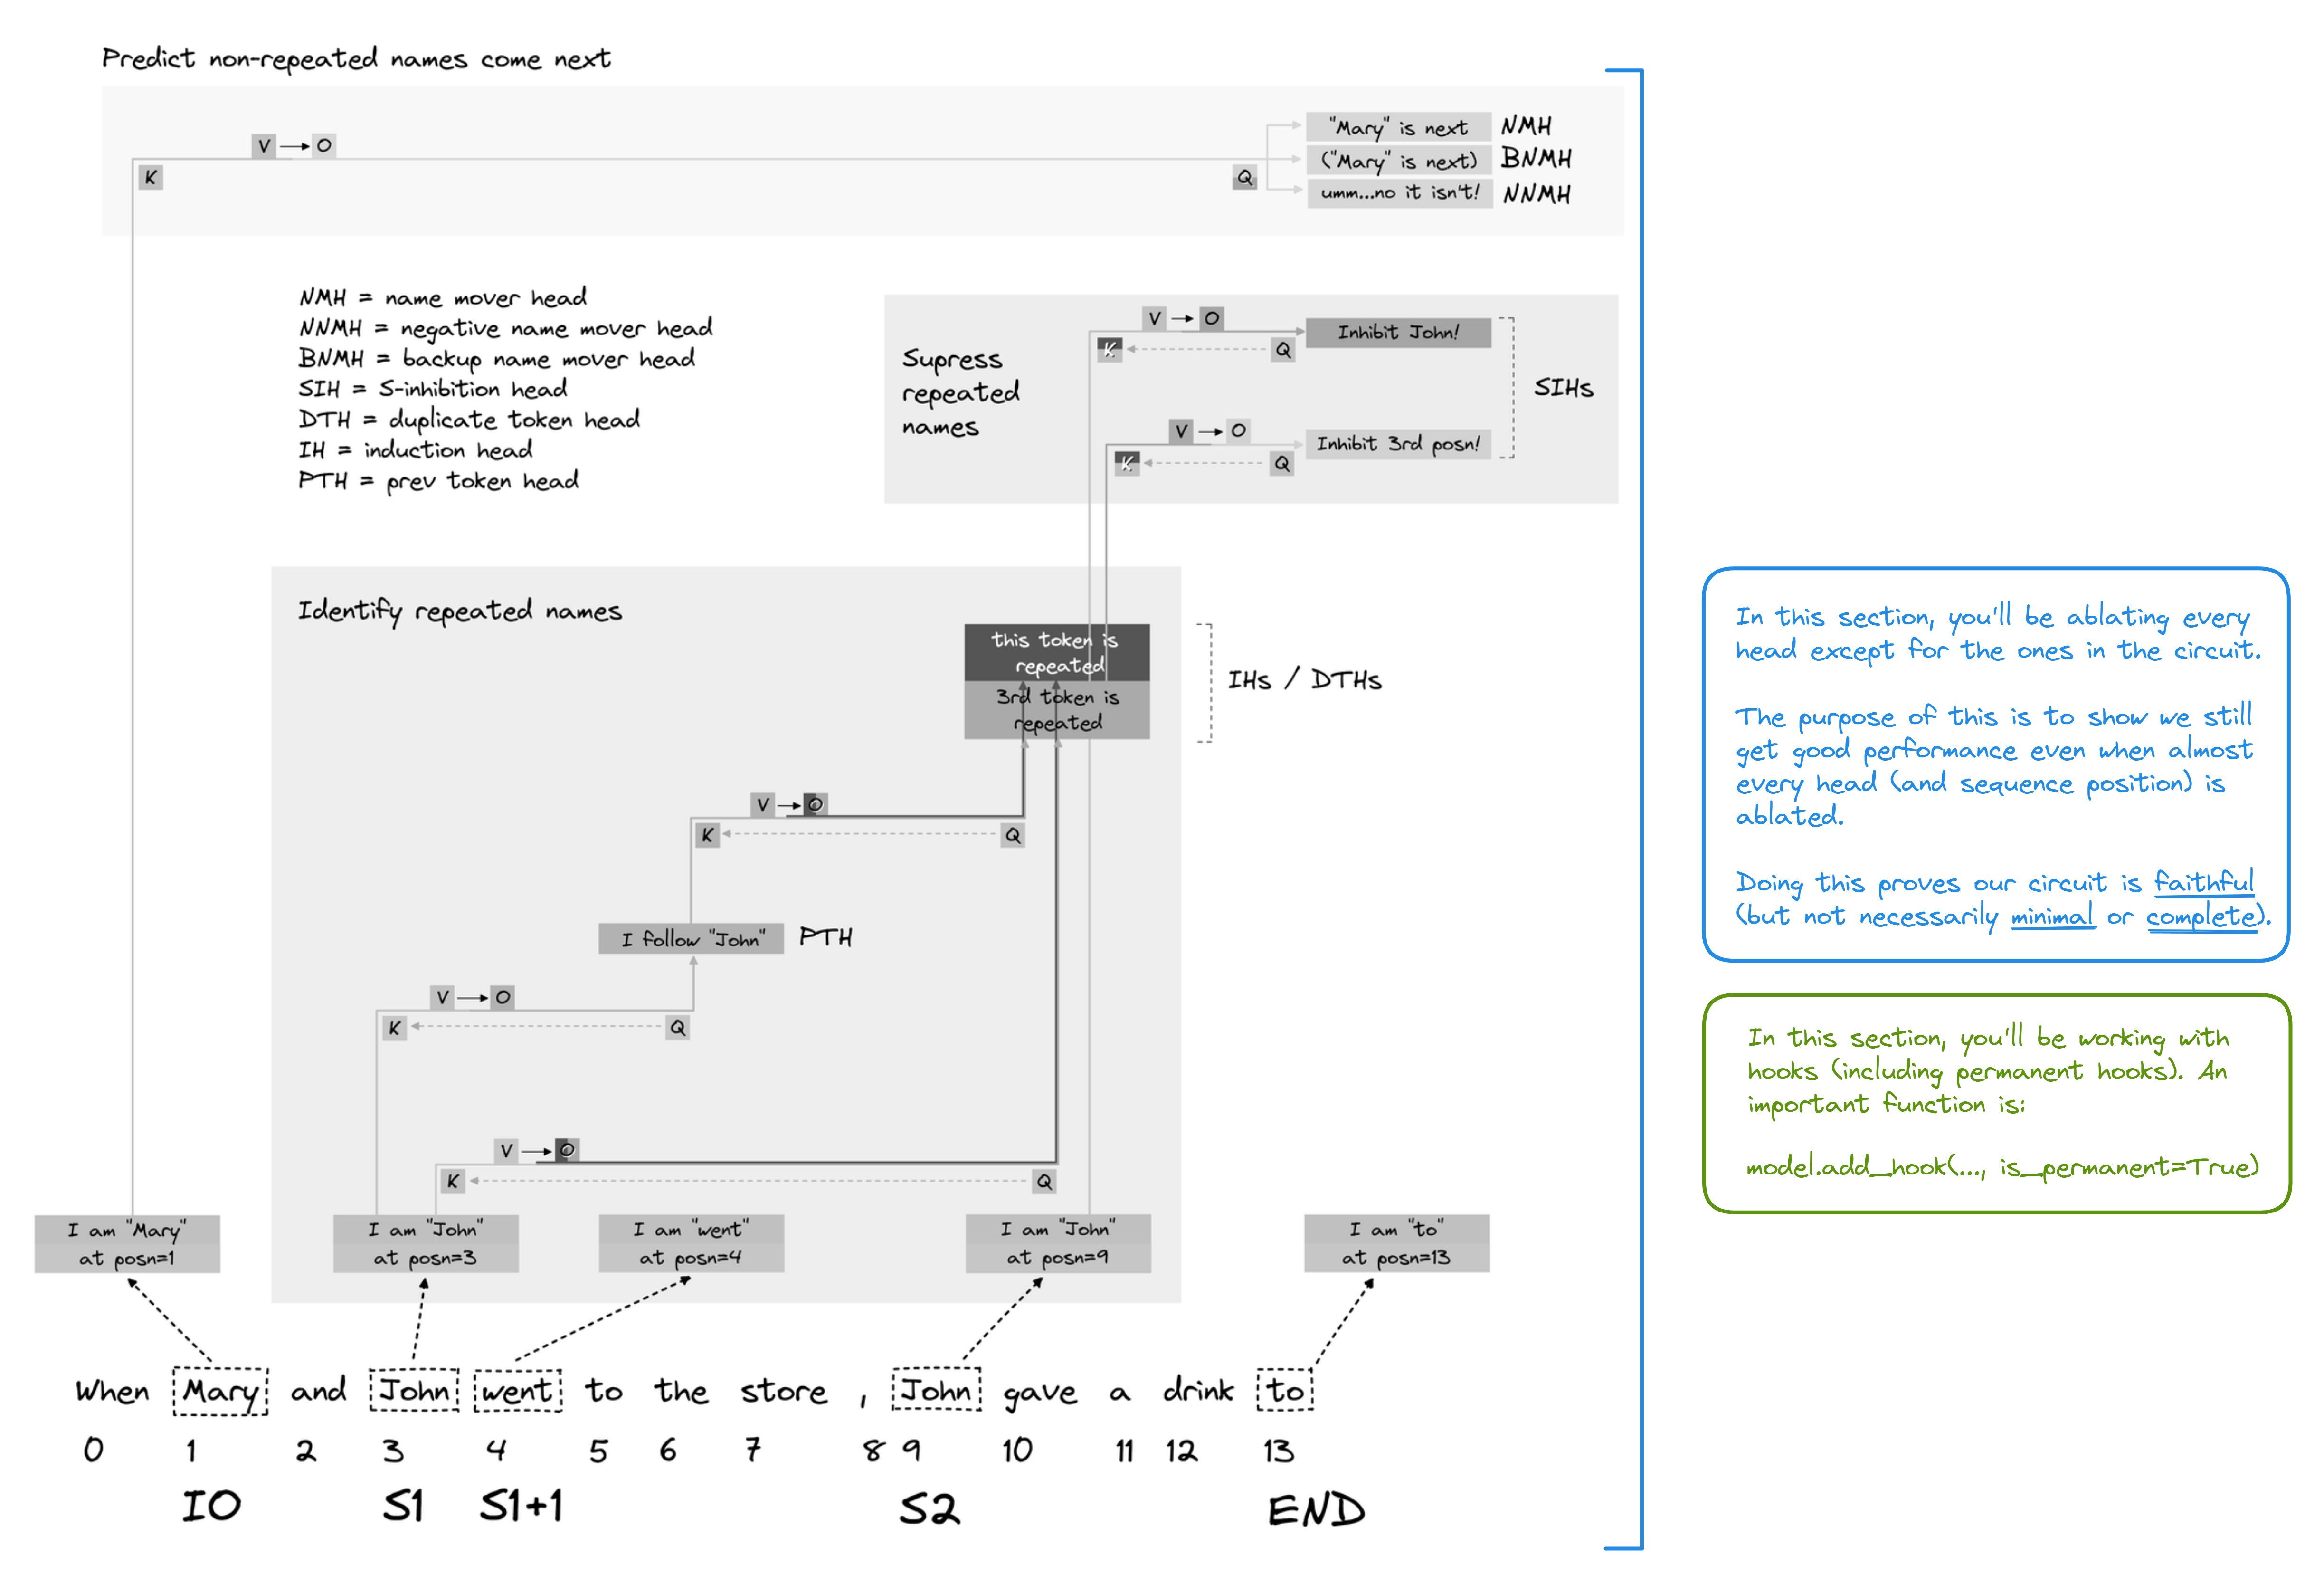 Predict non-repeated names come next
V → O
K
Q
"Mary" is next
NMH
("Mary" is next)
BNMH
umm...no it isn't!
NNMH
NMH = name mover head
NNMH = negative name mover head
BNMH = backup name mover head
SIH = S-inhibition head
DTH = duplicate token head
IH = induction head
PTH = prev token head
Supress
repeated
names
V → O
K
Q
Inhibit John!
V → O
K
Q
Inhibit 3rd posn!
SIHs
Identify repeated names
this token is
repeated
3rd token is
repeated
IHs / DTHs
V → O
K
Q
I follow "John"
PTH
V → O
K
Q
V → O
K
Q
I am "Mary"
at posn=1
I am "John"
at posn=3
I am "went"
at posn=4
I am "John"
at posn=9
I am "to"
at posn=13
When Mary and John went to the store , John gave a drink to
0 1 2 3 4 5 6 7 8 9 10 11 12 13
IO S1 S1+1 S2 END
In this section, you'll be ablating every
head except for the ones in the circuit.
The purpose of this is to show we still
get good performance even when almost
every head (and sequence position) is
ablated.
Doing this proves our circuit is faithful
(but not necessarily minimal or complete).
In this section, you'll be working with
hooks (including permanent hooks). An
important function is:
model.add_hook(..., is_permanent=True)